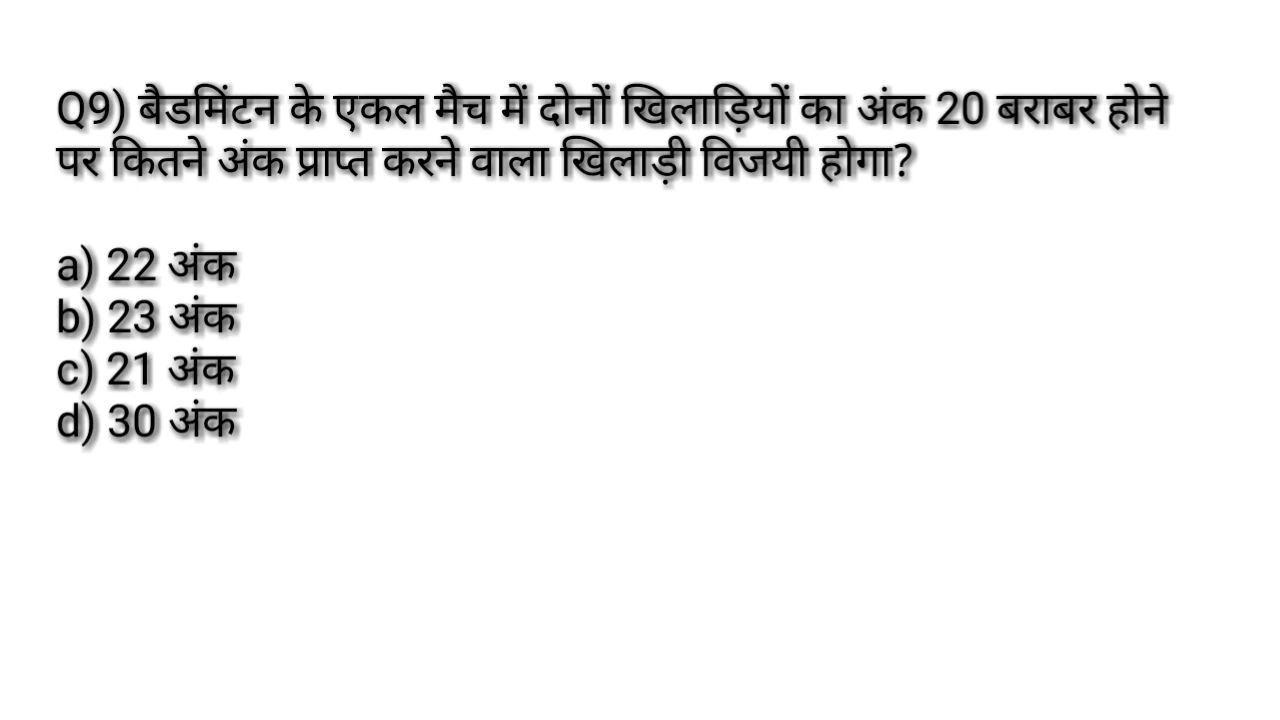 Q9) बैडमिंटन के एकल मैच में दोनों खिलाड़ियों का अंक 20 बराबर होने
पर कितने अंक प्राप्त करने वाला खिलाड़ी विजयी होगा?
a) 22 अंक
b) 23 अंक
c) 21 अंक
d) 30 अंक